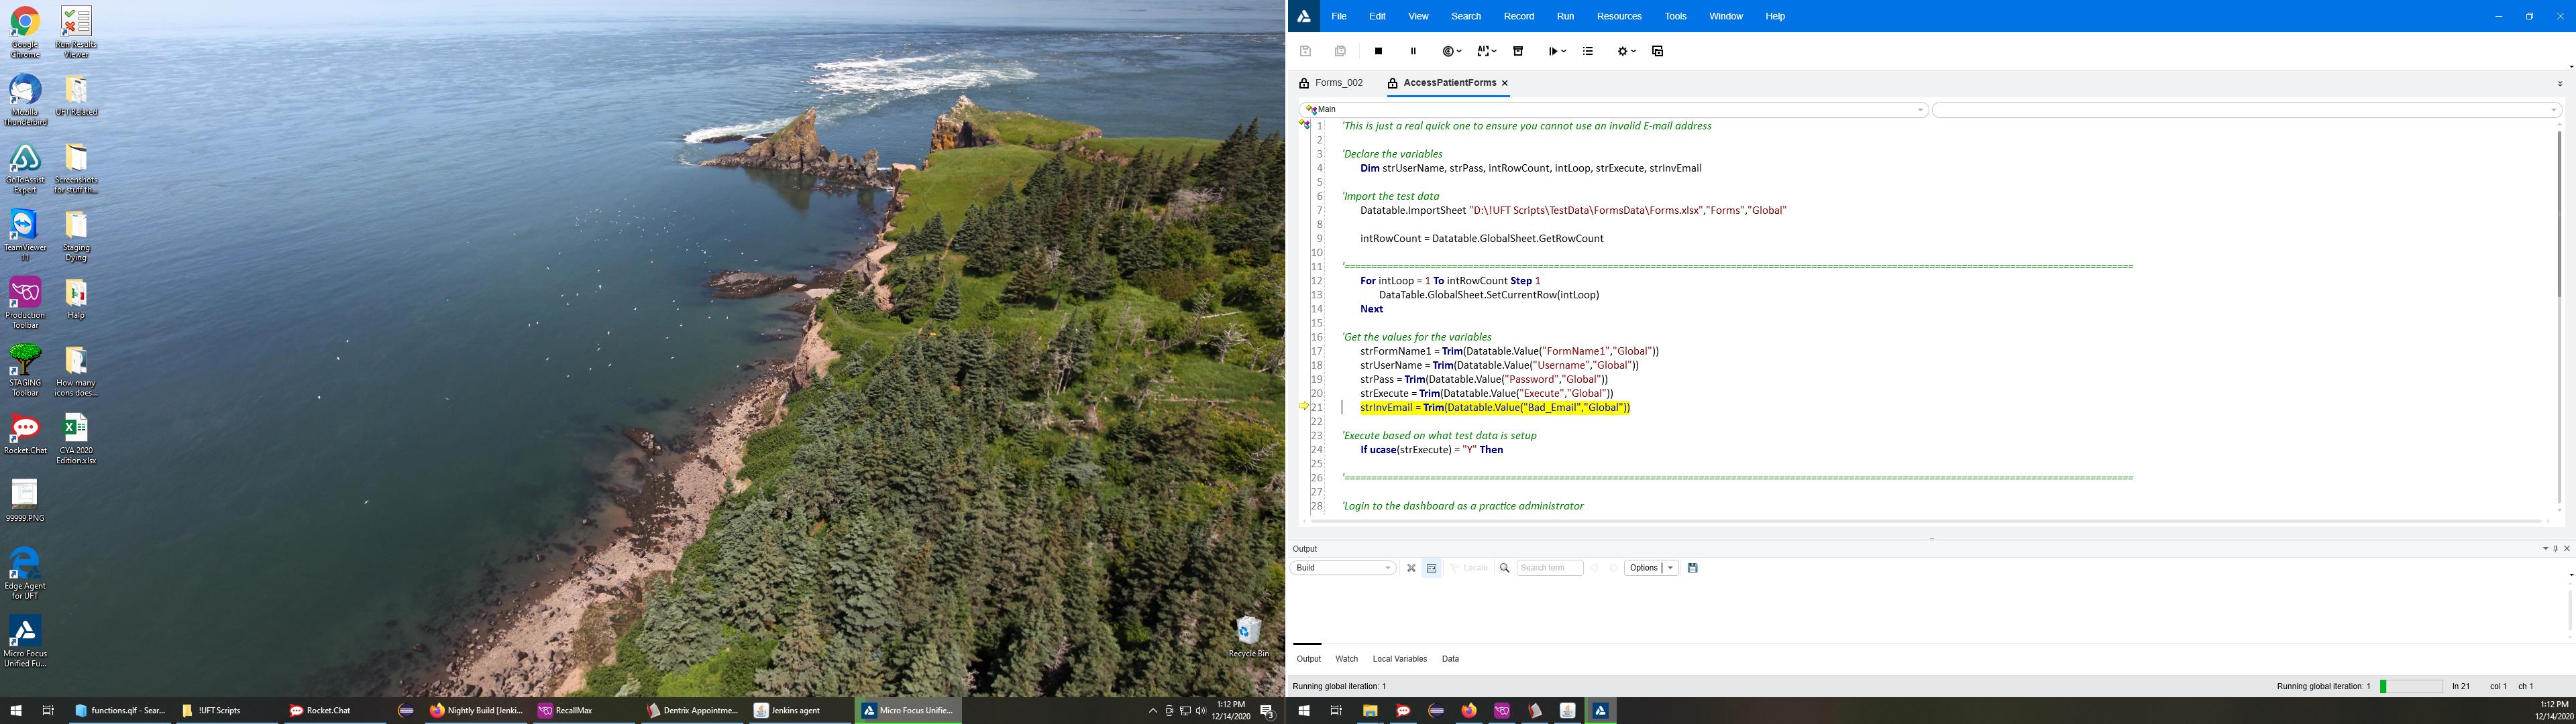 Google
Chrome
Run Results
Viewer
Mozilla
Thunderbird
UFT Related
GoToAssist
Expert
Screenshots
for stuff th...
TeamViewer
11
Staging
Dying
Production
Toolbar
Halp
STAGING
Toolbar
How many
icons does...
Rocket.Chat
CYA 2020
Edition.xlsx
99999.PNG
Edge Agent
for UFT
Micro Focus
Unified Fu...
Recycle Bin
functions.qlf - Sear...
!UFT Scripts
Rocket.Chat
Nightly Build [Jenki...
RecallMax
Dentrix Appointme...
Jenkins agent
Micro Focus Unifie...
1:12 PM
12/14/2020
3
File Edit View Search Record Run Resources Tools Window Help
AI
Forms_002
AccessPatientForms
Main
1 'This is just a real quick one to ensure you cannot use an invalid E-mail address
2
3 'Declare the variables
4 Dim strUserName, strPass, intRowCount, intLoop, strExecute, strInvEmail
5
6 'Import the test data
7 Datatable.ImportSheet "D:\!UFT Scripts\TestData\FormsData\Forms.xlsx","Forms","Global"
8
9 intRowCount = Datatable.GlobalSheet.GetRowCount
10
11 '=====================================================================================================================================================
12 For intLoop = 1 To intRowCount Step 1
13 DataTable.GlobalSheet.SetCurrentRow(intLoop)
14 Next
15
16 'Get the values for the variables
17 strFormName1 = Trim(Datatable.Value("FormName1","Global"))
18 strUserName = Trim(Datatable.Value("Username","Global"))
19 strPass = Trim(Datatable.Value("Password","Global"))
20 strExecute = Trim(Datatable.Value("Execute","Global"))
21 strInvEmail = Trim(Datatable.Value("Bad_Email","Global"))
22
23 'Execute based on what test data is setup
24 If ucase(strExecute) = "Y" Then
25
26 '=====================================================================================================================================================
27
28 'Login to the dashboard as a practice administrator
Output
Build
Locate
Search term
Options
Output Watch Local Variables Data
Running global iteration: 1
Running global iteration: 1
ln 21 col 1 ch 1
1:12 PM
12/14/2020